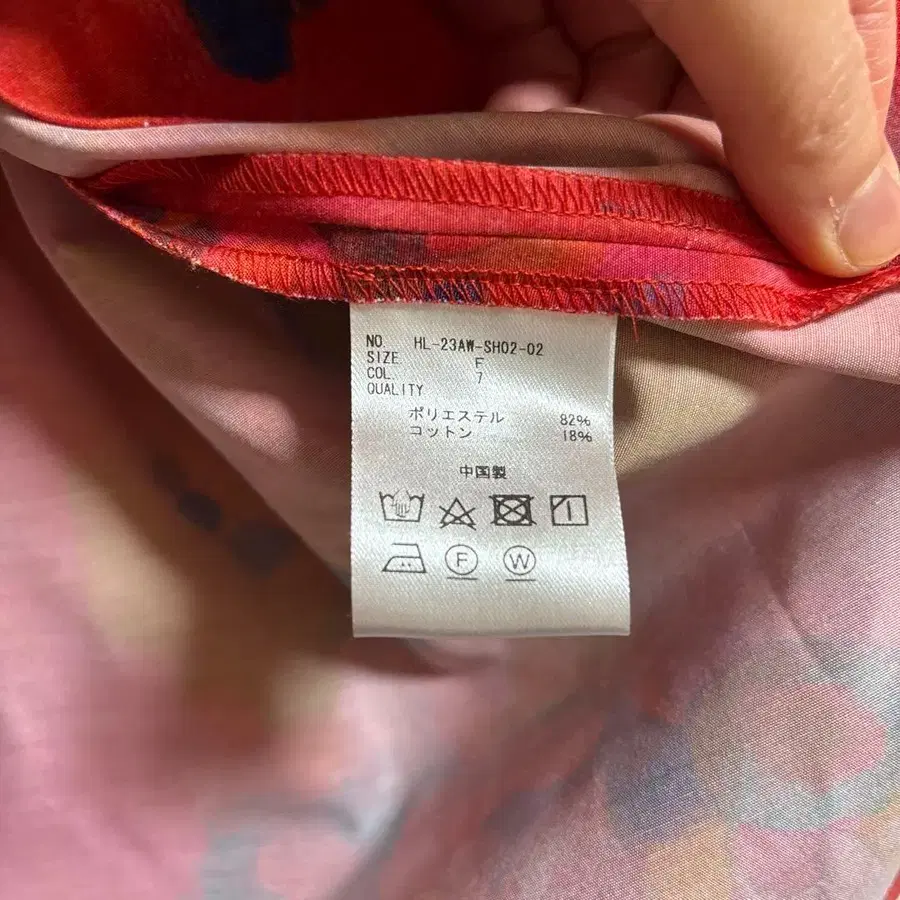 NO HL-23AW-SH02-02
SIZE F
COL 7
QUALITY
ポリエステル 82%
コットン 18%
中国製
F W